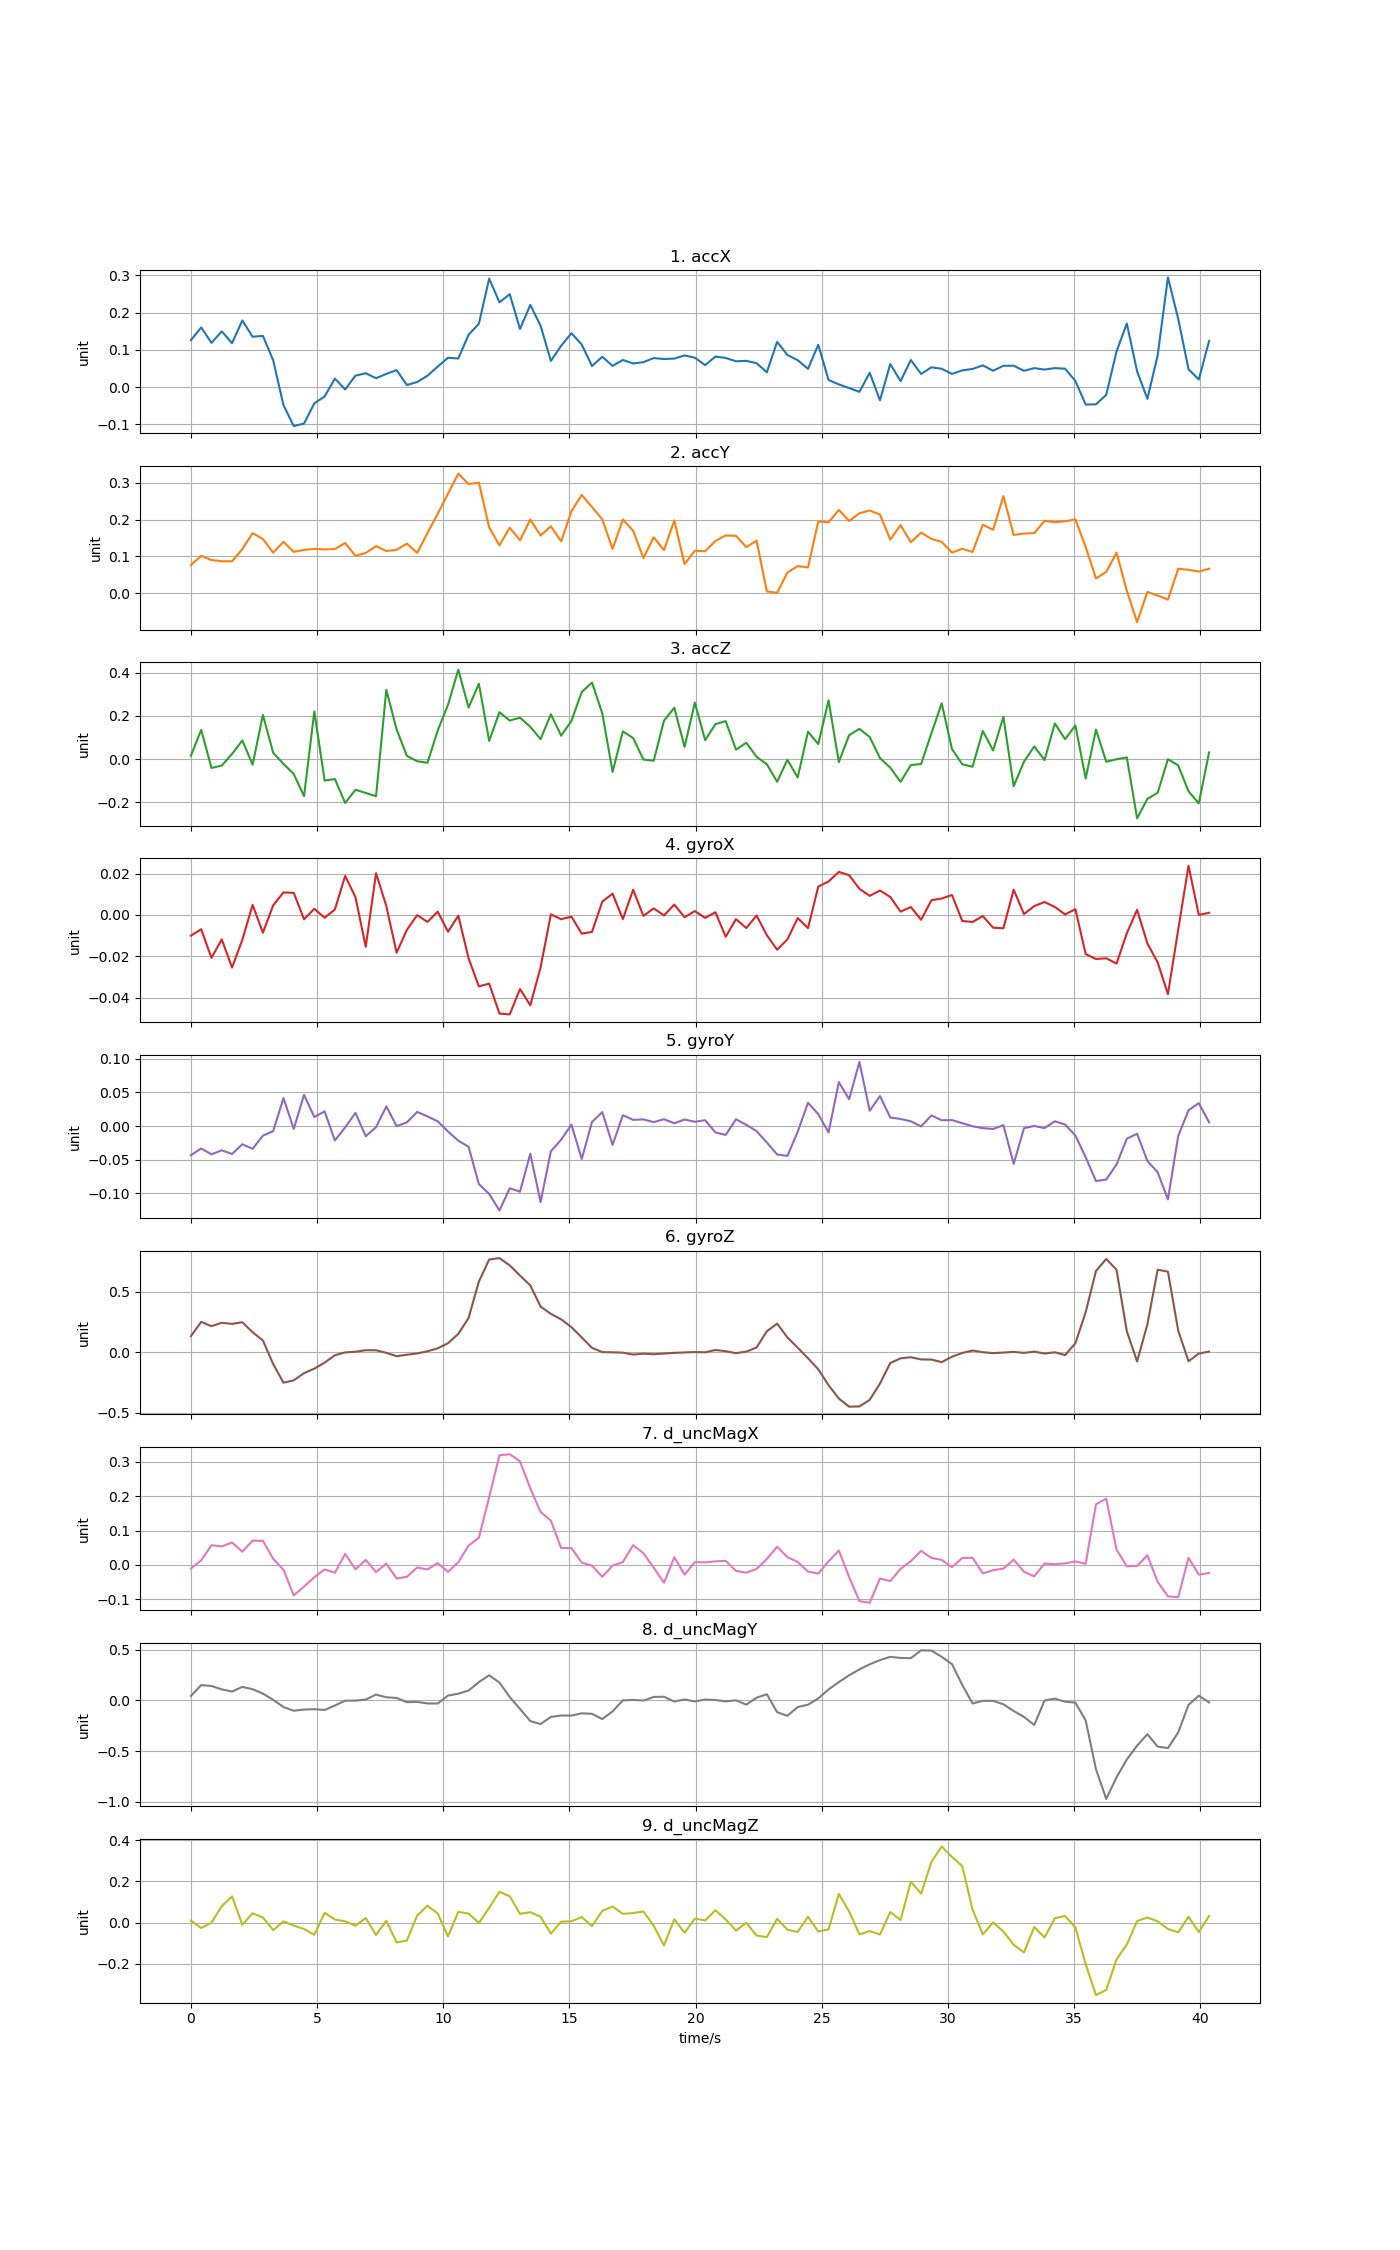 1. accX
0.3
0.2
0.1
0.0
−0.1
unit
2. accY
0.3
0.2
0.1
0.0
unit
3. accZ
0.4
0.2
0.0
−0.2
unit
4. gyroX
0.02
0.00
−0.02
−0.04
unit
5. gyroY
0.10
0.05
0.00
−0.05
−0.10
unit
6. gyroZ
0.5
0.0
−0.5
unit
7. d_uncMagX
0.3
0.2
0.1
0.0
−0.1
unit
8. d_uncMagY
0.5
0.0
−0.5
−1.0
unit
9. d_uncMagZ
0.4
0.2
0.0
−0.2
unit
0 5 10 15 20 25 30 35 40
time/s